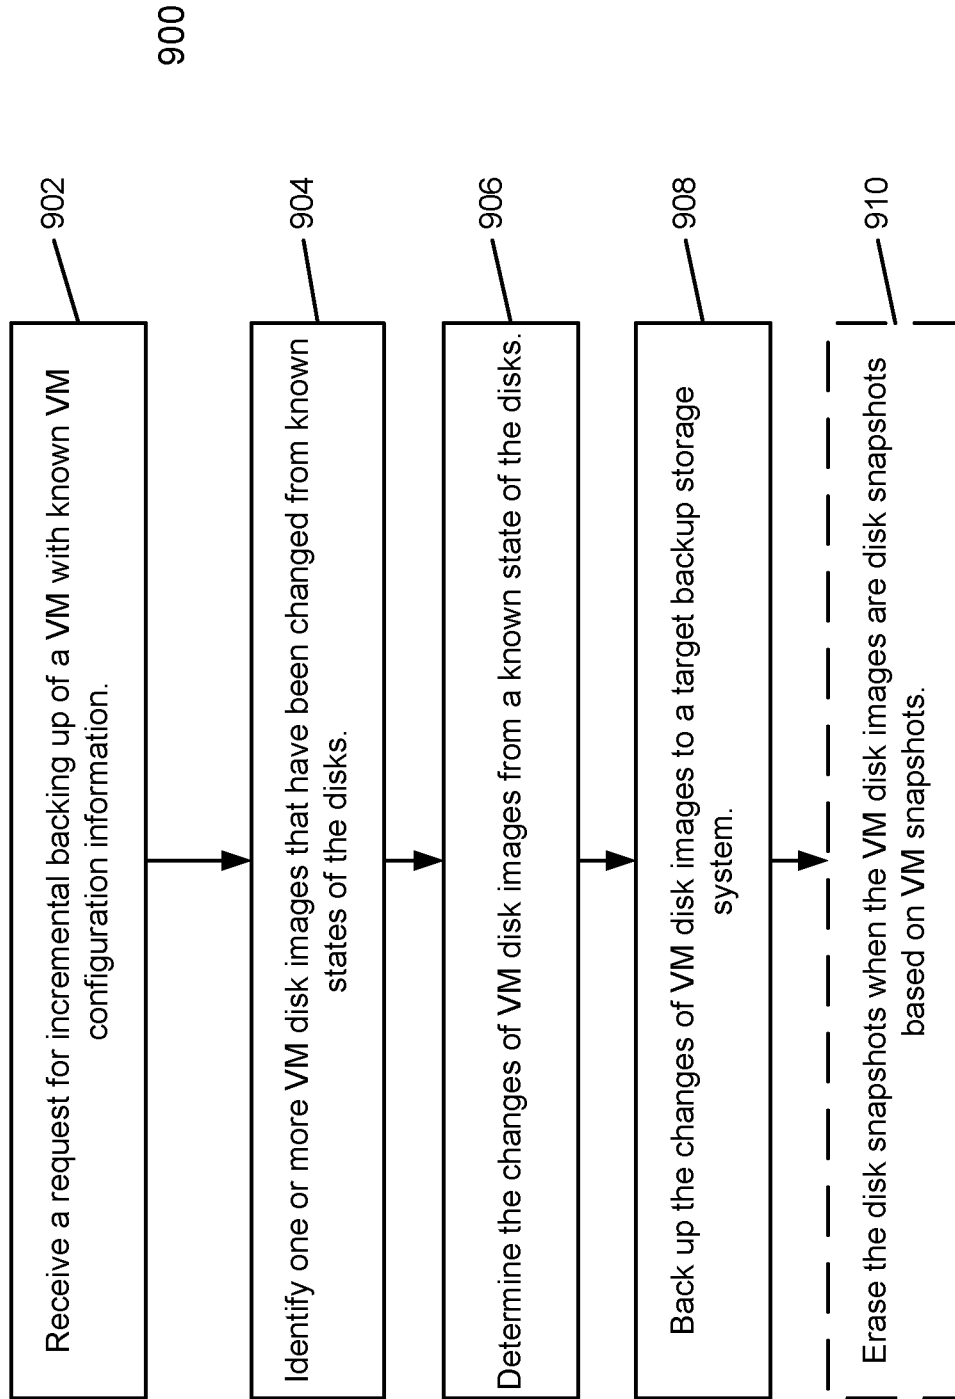 900
Receive a request for incremental backing up of a VM with known VM
configuration information.
902
Identify one or more VM disk images that have been changed from known
states of the disks.
904
Determine the changes of VM disk images from a known state of the disks.
906
Back up the changes of VM disk images to a target backup storage
system.
908
Erase the disk snapshots when the VM disk images are disk snapshots
based on VM snapshots.
910